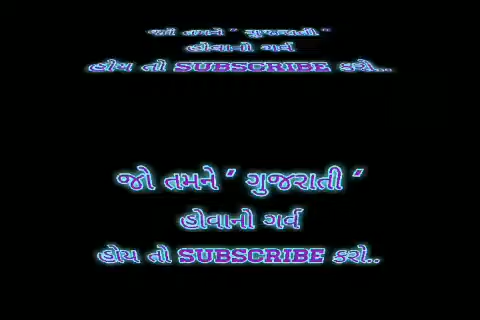 જો તમને " ગુજરાતી "
હોવાનો ગર્વ
હોય તો SUBSCRIBE કરો...
જો તમને " ગુજરાતી "
હોવાનો ગર્વ
હોય તો SUBSCRIBE કરો..